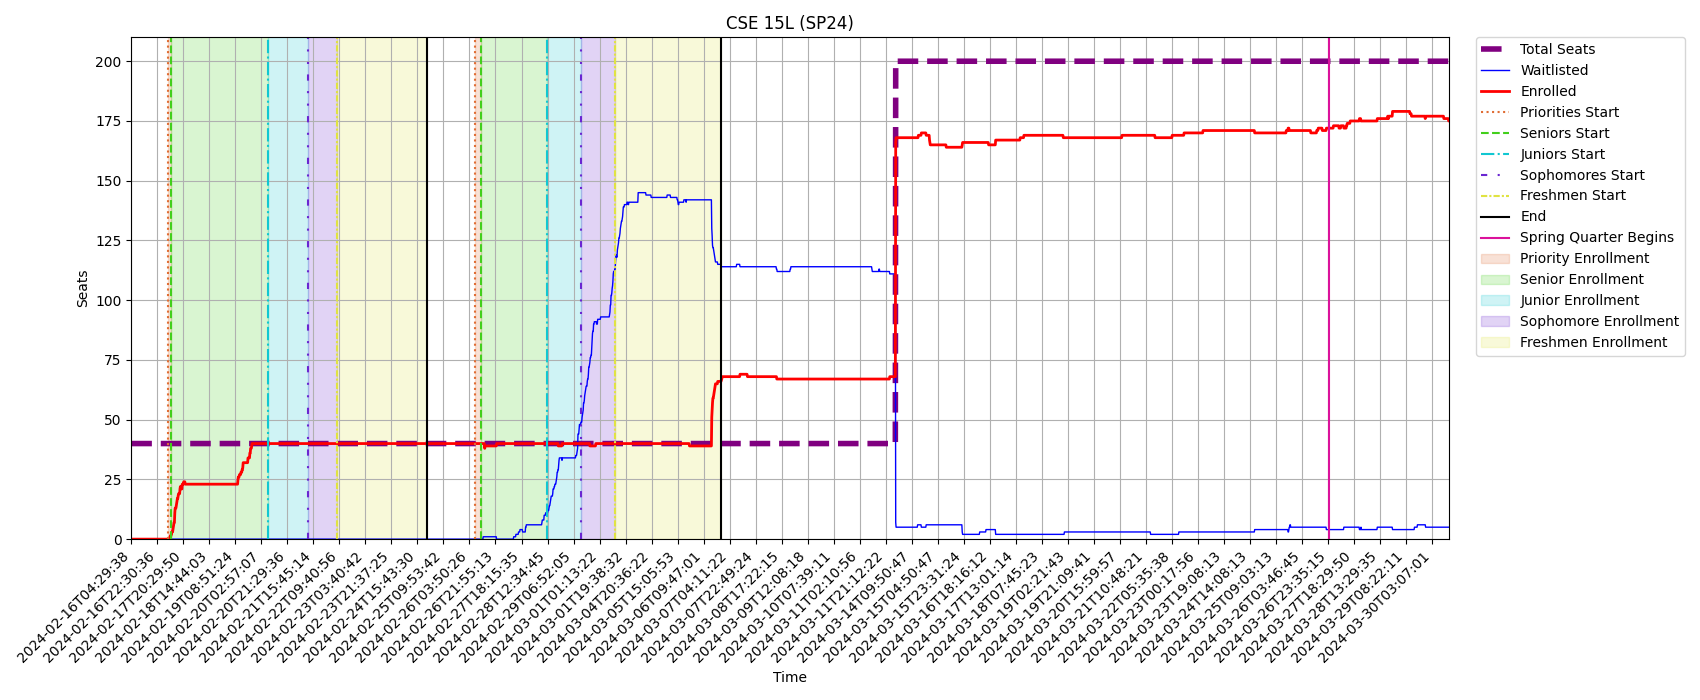 CSE 15L (SP24)
Seats
200
175
150
125
100
75
50
25
0
2024-02-16T04:29:38
2024-02-16T22:30:36
2024-02-17T20:29:50
2024-02-18T14:44:03
2024-02-19T08:51:24
2024-02-20T02:57:07
2024-02-20T21:29:36
2024-02-21T15:45:14
2024-02-22T09:40:56
2024-02-23T03:40:42
2024-02-23T21:37:25
2024-02-24T15:43:30
2024-02-25T09:53:42
2024-02-26T03:50:26
2024-02-26T21:55:13
2024-02-27T18:15:35
2024-02-28T12:34:45
2024-02-29T06:52:05
2024-03-01T01:13:22
2024-03-01T19:38:32
2024-03-04T20:36:22
2024-03-05T15:05:53
2024-03-06T09:47:01
2024-03-07T04:11:22
2024-03-07T22:49:24
2024-03-08T17:22:15
2024-03-09T12:08:18
2024-03-10T07:39:11
2024-03-11T02:10:56
2024-03-11T21:12:22
2024-03-14T09:50:47
2024-03-15T04:50:47
2024-03-15T23:31:24
2024-03-16T18:16:12
2024-03-17T13:01:14
2024-03-18T07:45:23
2024-03-19T02:21:43
2024-03-19T21:09:41
2024-03-20T15:59:57
2024-03-21T10:48:21
2024-03-22T05:35:38
2024-03-23T00:17:56
2024-03-23T19:08:13
2024-03-24T14:08:13
2024-03-25T09:03:13
2024-03-26T03:46:45
2024-03-26T23:35:15
2024-03-27T18:29:50
2024-03-28T13:29:35
2024-03-29T08:22:11
2024-03-30T03:07:01
Time
Total Seats
Waitlisted
Enrolled
Priorities Start
Seniors Start
Juniors Start
Sophomores Start
Freshmen Start
End
Spring Quarter Begins
Priority Enrollment
Senior Enrollment
Junior Enrollment
Sophomore Enrollment
Freshmen Enrollment